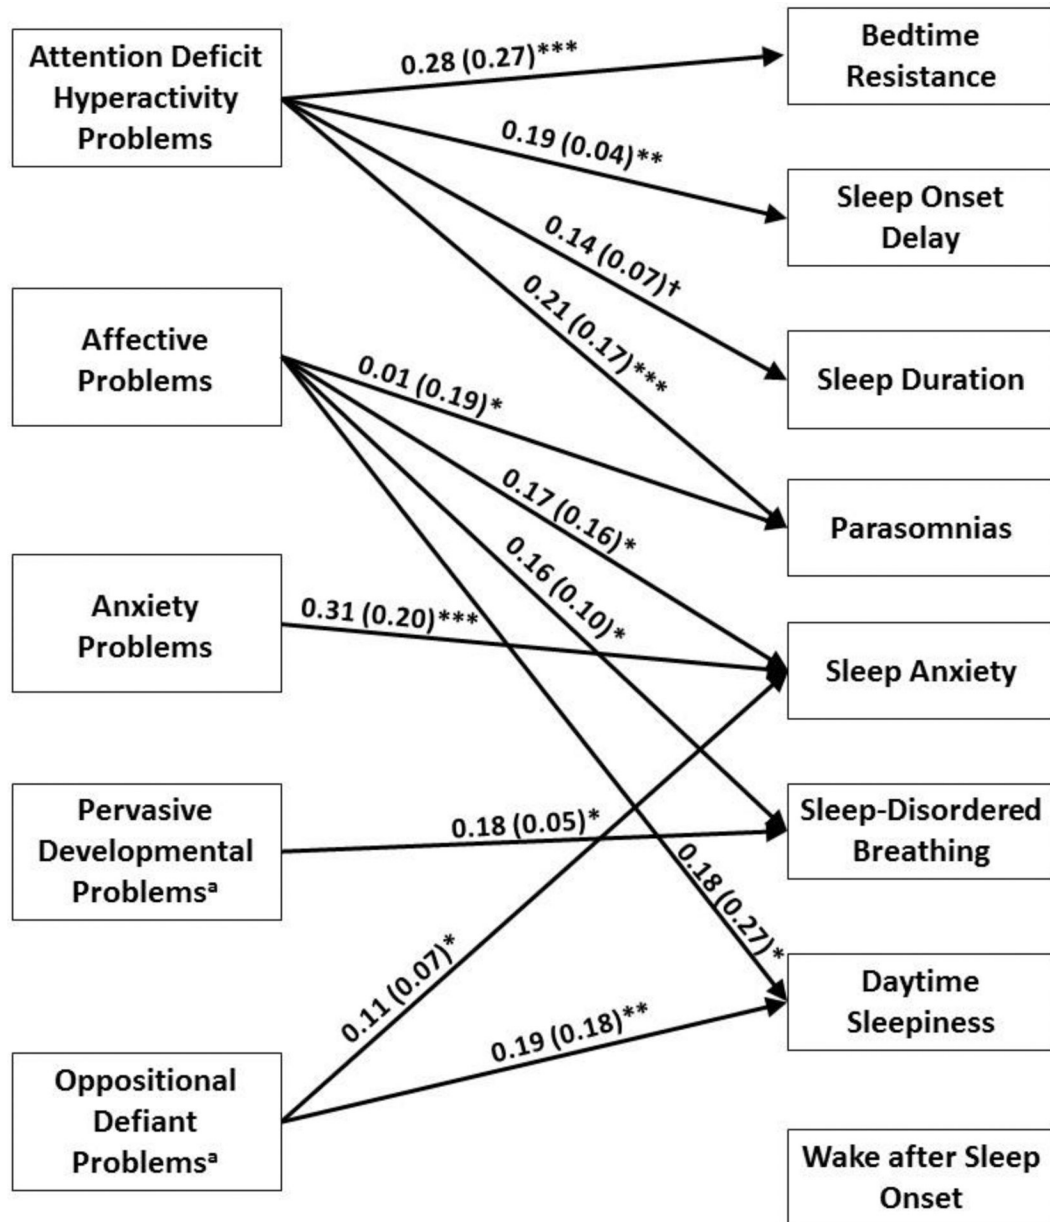 Attention Deficit
Hyperactivity
Problems
Affective
Problems
Anxiety
Problems
Pervasive
Developmental
Problemsᵃ
Oppositional
Defiant
Problemsᵃ
0.28 (0.27)***
0.19 (0.04)**
0.14 (0.07)†
0.21 (0.17)***
0.01 (0.19)*
0.17 (0.16)*
0.16 (0.10)*
0.31 (0.20)***
0.18 (0.05)*
0.18 (0.27)*
0.11 (0.07)*
0.19 (0.18)**
Bedtime
Resistance
Sleep Onset
Delay
Sleep Duration
Parasomnias
Sleep Anxiety
Sleep-Disordered
Breathing
Daytime
Sleepiness
Wake after Sleep
Onset